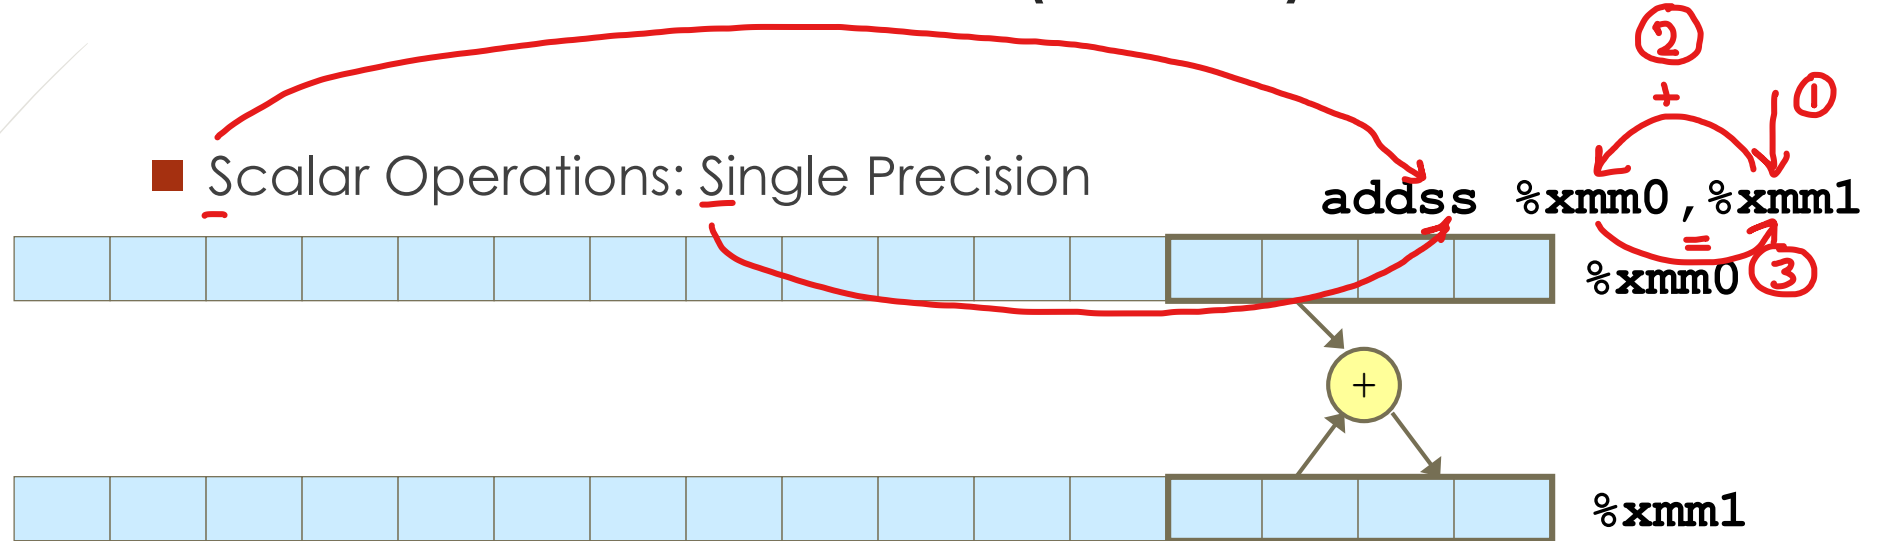 ②
+ ①
■ Scalar Operations: Single Precision
addss %xmm0,%xmm1
=
%xmm0 ③
+
%xmm1